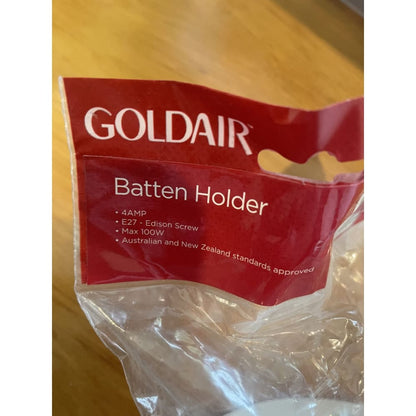 GOLDAIR
Batten Holder
• 4AMP
• E27 - Edison Screw
• Max 100W
• Australian and New Zealand standards approved